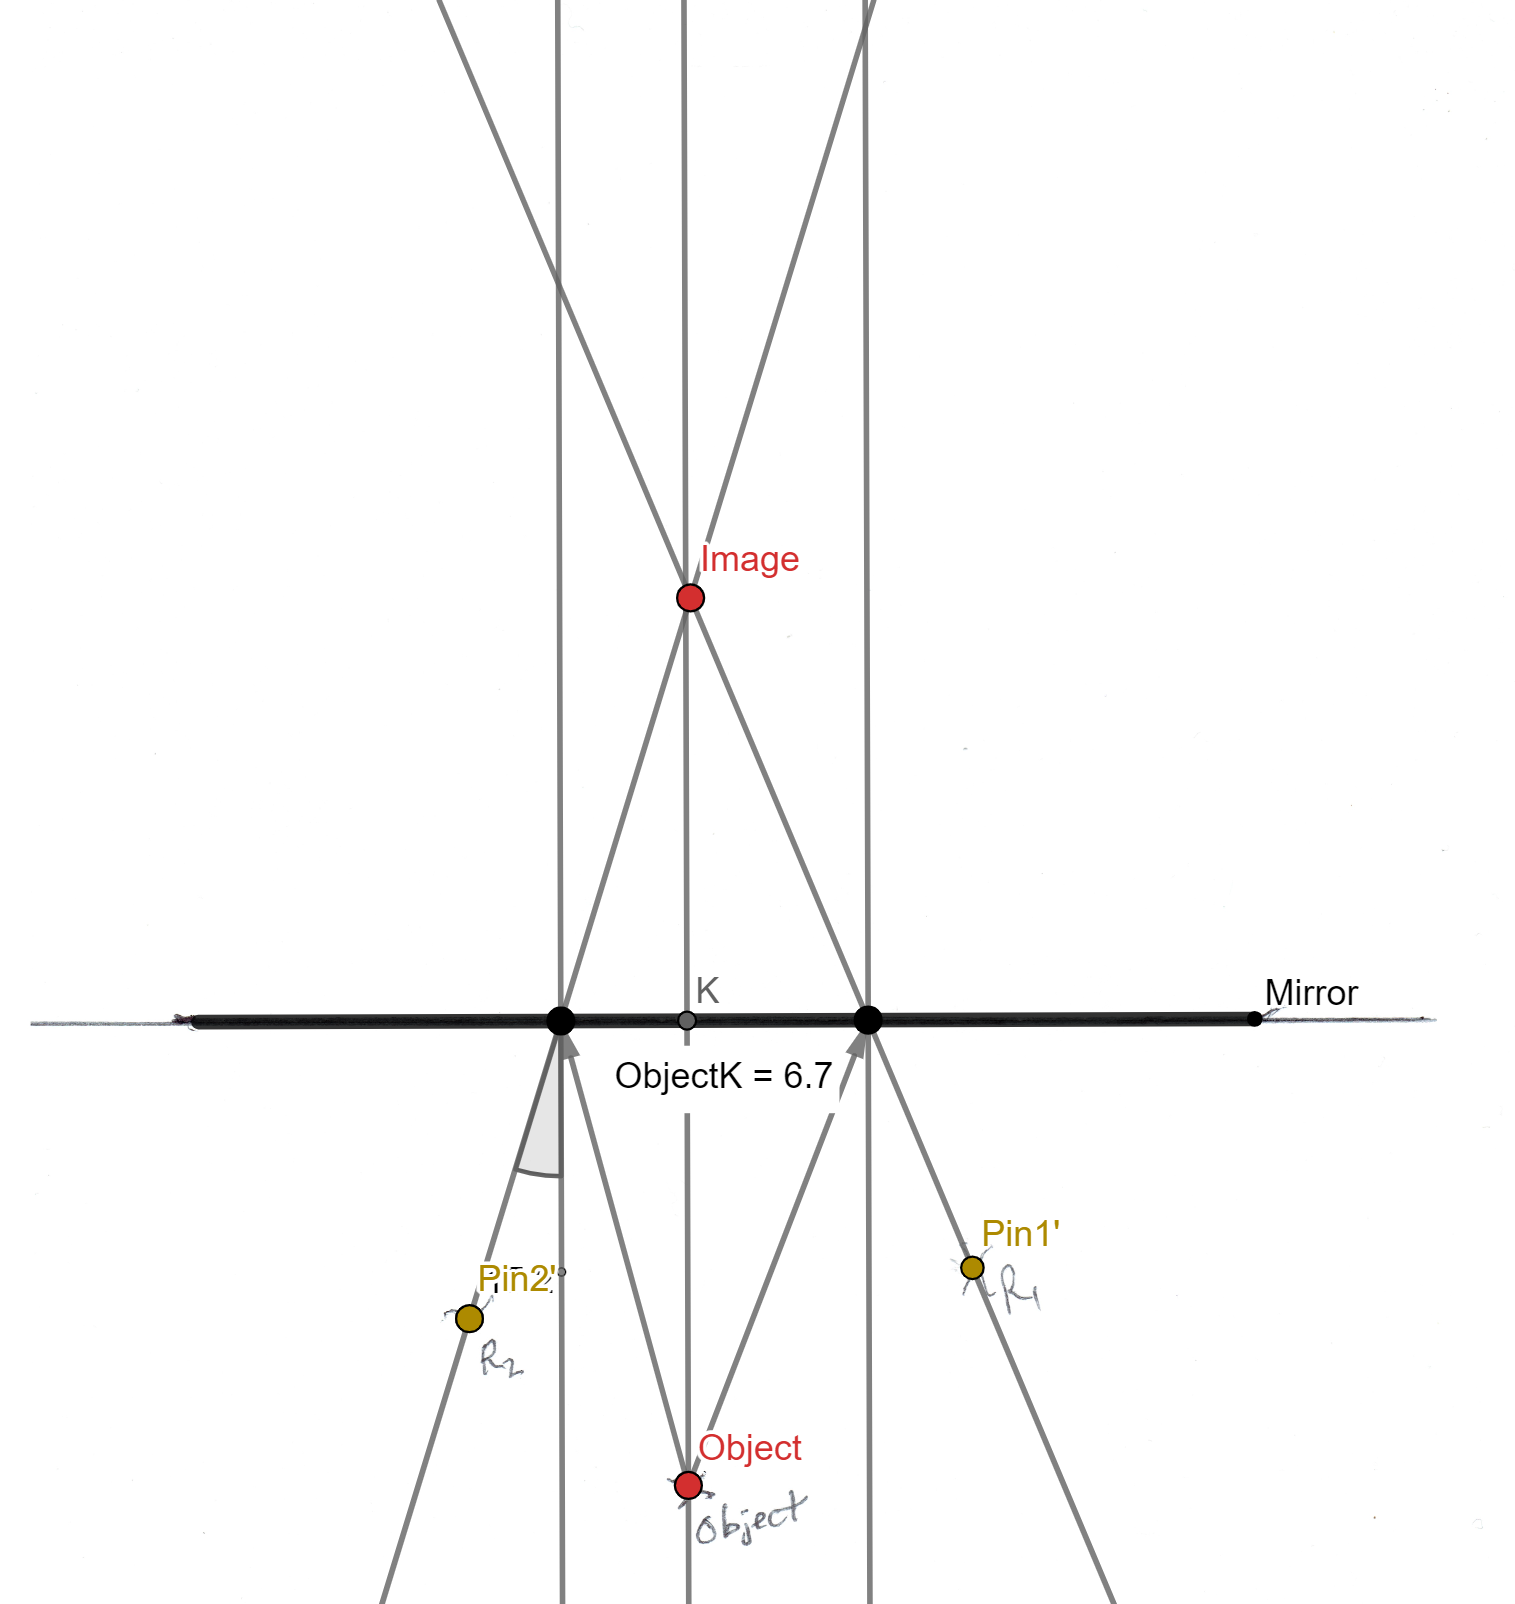 Image
K
Mirror
ObjectK = 6.7
Pin1'
R1
Pin2'
R2
Object
Object